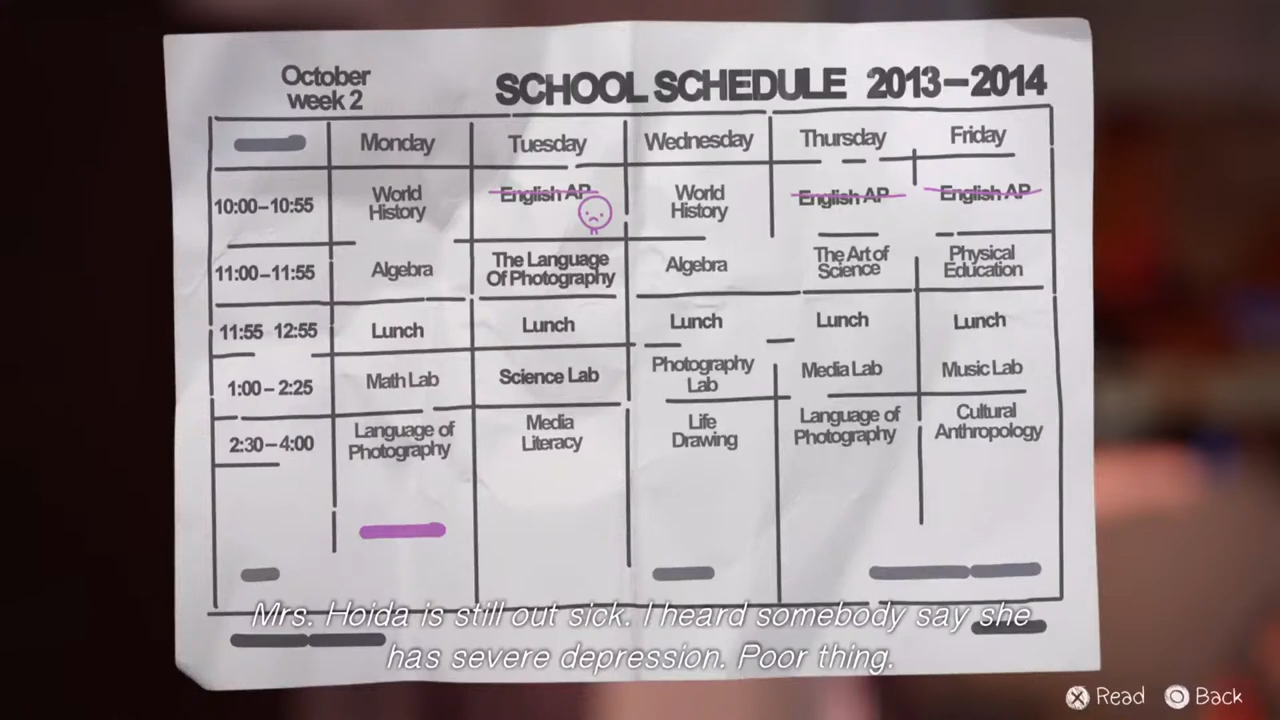 October
week 2
SCHOOL SCHEDULE 2013–2014
Monday Tuesday Wednesday Thursday Friday
10:00–10:55 World History English AP World History English AP English AP
11:00–11:55 Algebra The Language Of Photography Algebra The Art of Science Physical Education
11:55 12:55 Lunch Lunch Lunch Lunch Lunch
1:00–2:25 Math Lab Science Lab Photography Lab Media Lab Music Lab
2:30–4:00 Language of Photography Media Literacy Life Drawing Language of Photography Cultural Anthropology
Mrs. Hoida is still out sick. I heard somebody say she
has severe depression. Poor thing.
Read Back